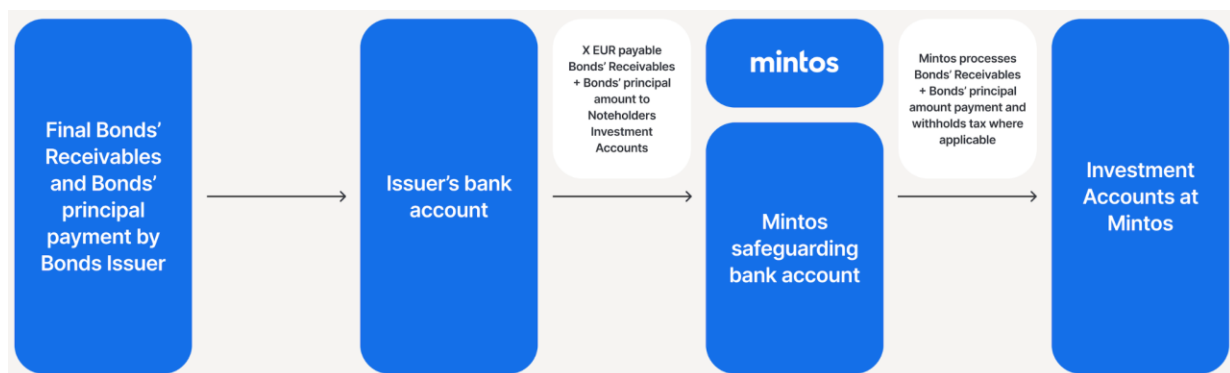 Final Bonds'
Receivables
and Bonds'
principal
payment by
Bonds Issuer
Issuer's bank
account
X EUR payable
Bonds' Receivables
+ Bonds' principal
amount to
Noteholders
Investment
Accounts
mintos
Mintos
safeguarding
bank account
Mintos processes
Bonds' Receivables
+ Bonds' principal
amount payment and
withholds tax where
applicable
Investment
Accounts at
Mintos